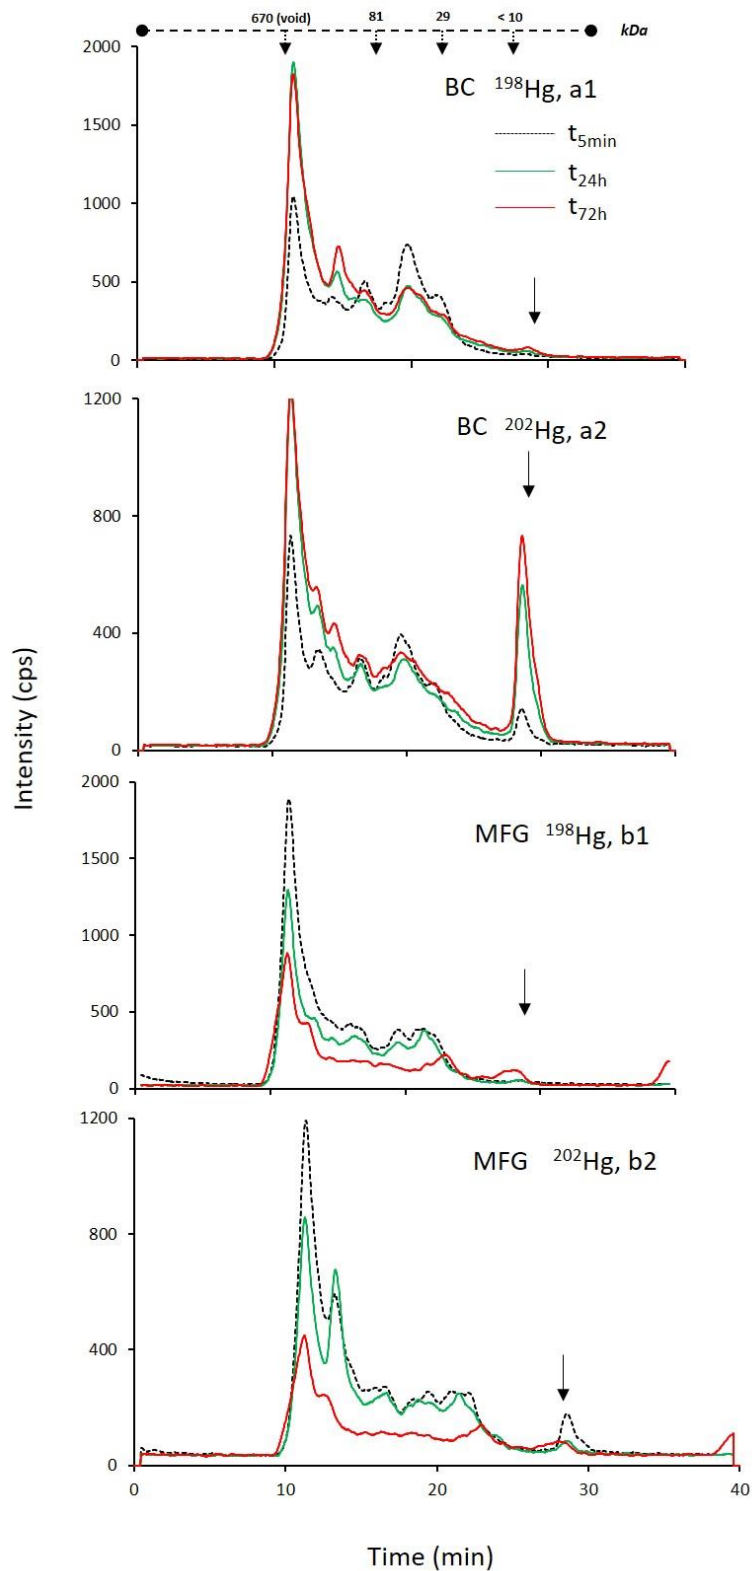 670 (void) 81 29 < 10 kDa
2000
BC ¹⁹⁸Hg, a1
1500
t5min
t24h
1000
t72h
500
0
1200
BC ²⁰²Hg, a2
800
400
0
Intensity (cps)
2000
MFG ¹⁹⁸Hg, b1
1500
1000
500
0
1200
MFG ²⁰²Hg, b2
800
400
0
0 10 20 30 40
Time (min)